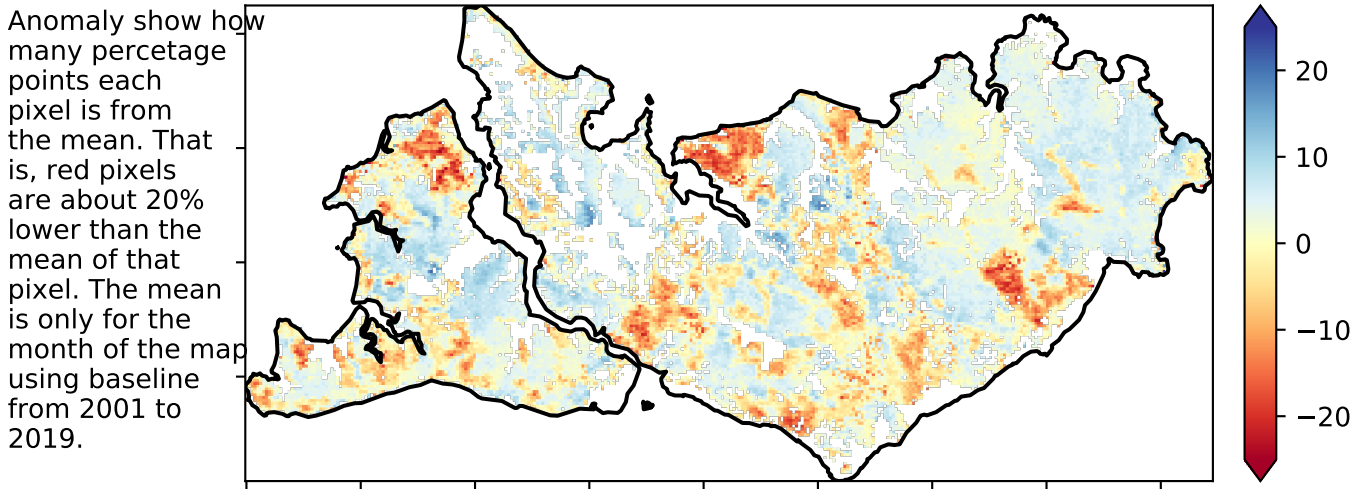 Anomaly show how
many percetage
points each
pixel is from
the mean. That
is, red pixels
are about 20%
lower than the
mean of that
pixel. The mean
is only for the
month of the map
using baseline
from 2001 to
2019.
20
10
0
−10
−20